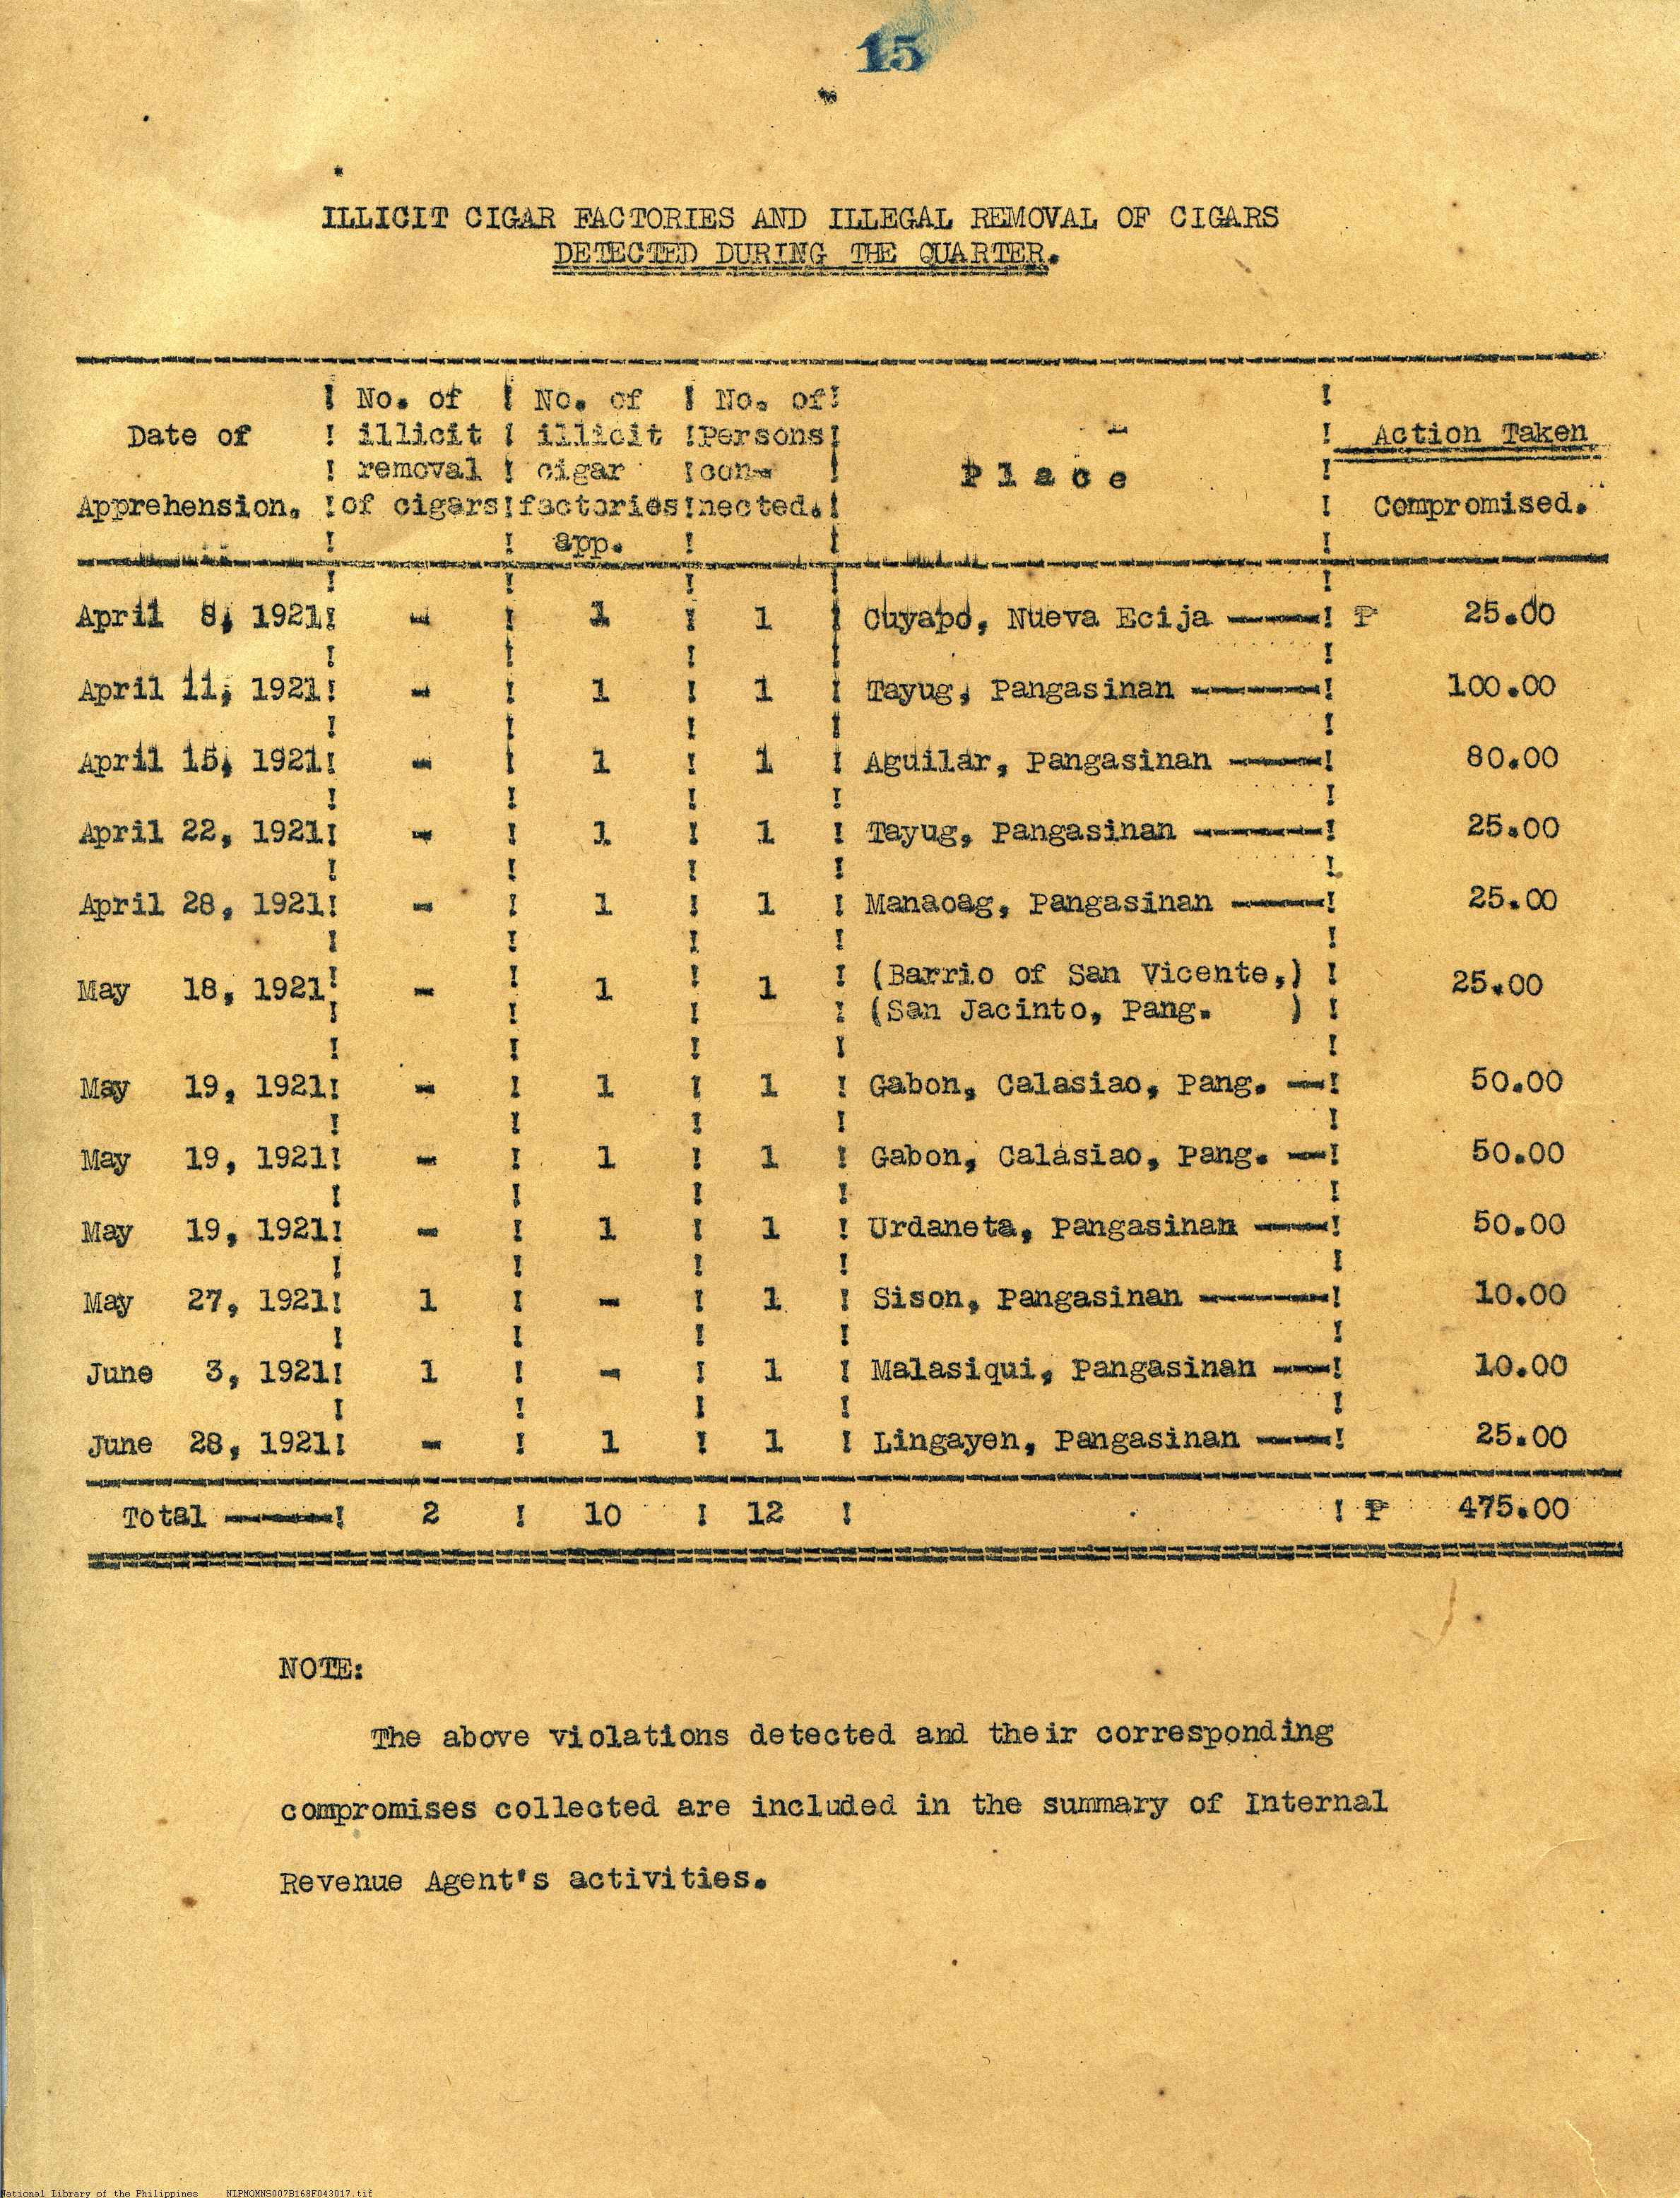 15
ILLICIT CIGAR FACTORIES AND ILLEGAL REMOVAL OF CIGARS
DETECTED DURING THE QUARTER.
! No. of ! No. of ! No. of! !
Date of ! illicit ! illicit !Persons! - ! Action Taken
! removal ! cigar !con- ! P l a c e !
Apprehension. !of cigars!factories!nected.! ! Compromised.
! ! app. ! ! !
April 8, 1921! - ! 1 ! 1 ! Cuyapo, Nueva Ecija -----! ₱ 25.00
April 11, 1921! - ! 1 ! 1 ! Tayug, Pangasinan -------! 100.00
April 15, 1921! - ! 1 ! 1 ! Aguilar, Pangasinan -----! 80.00
April 22, 1921! - ! 1 ! 1 ! Tayug, Pangasinan -------! 25.00
April 28, 1921! - ! 1 ! 1 ! Manaoag, Pangasinan -----! 25.00
May 18, 1921! - ! 1 ! 1 ! (Barrio of San Vicente,) ! 25.00
! (San Jacinto, Pang. ) !
May 19, 1921! - ! 1 ! 1 ! Gabon, Calasiao, Pang. --! 50.00
May 19, 1921! - ! 1 ! 1 ! Gabon, Calasiao, Pang. --! 50.00
May 19, 1921! - ! 1 ! 1 ! Urdaneta, Pangasinan ----! 50.00
May 27, 1921! 1 ! - ! 1 ! Sison, Pangasinan -------! 10.00
June 3, 1921! 1 ! - ! 1 ! Malasiqui, Pangasinan ---! 10.00
June 28, 1921! - ! 1 ! 1 ! Lingayen, Pangasinan ----! 25.00
Total ------! 2 ! 10 ! 12 ! ! ₱ 475.00
NOTE:
The above violations detected and their corresponding
compromises collected are included in the summary of Internal
Revenue Agent's activities.
National Library of the Philippines NLPMQMNS007B168F043017.tif